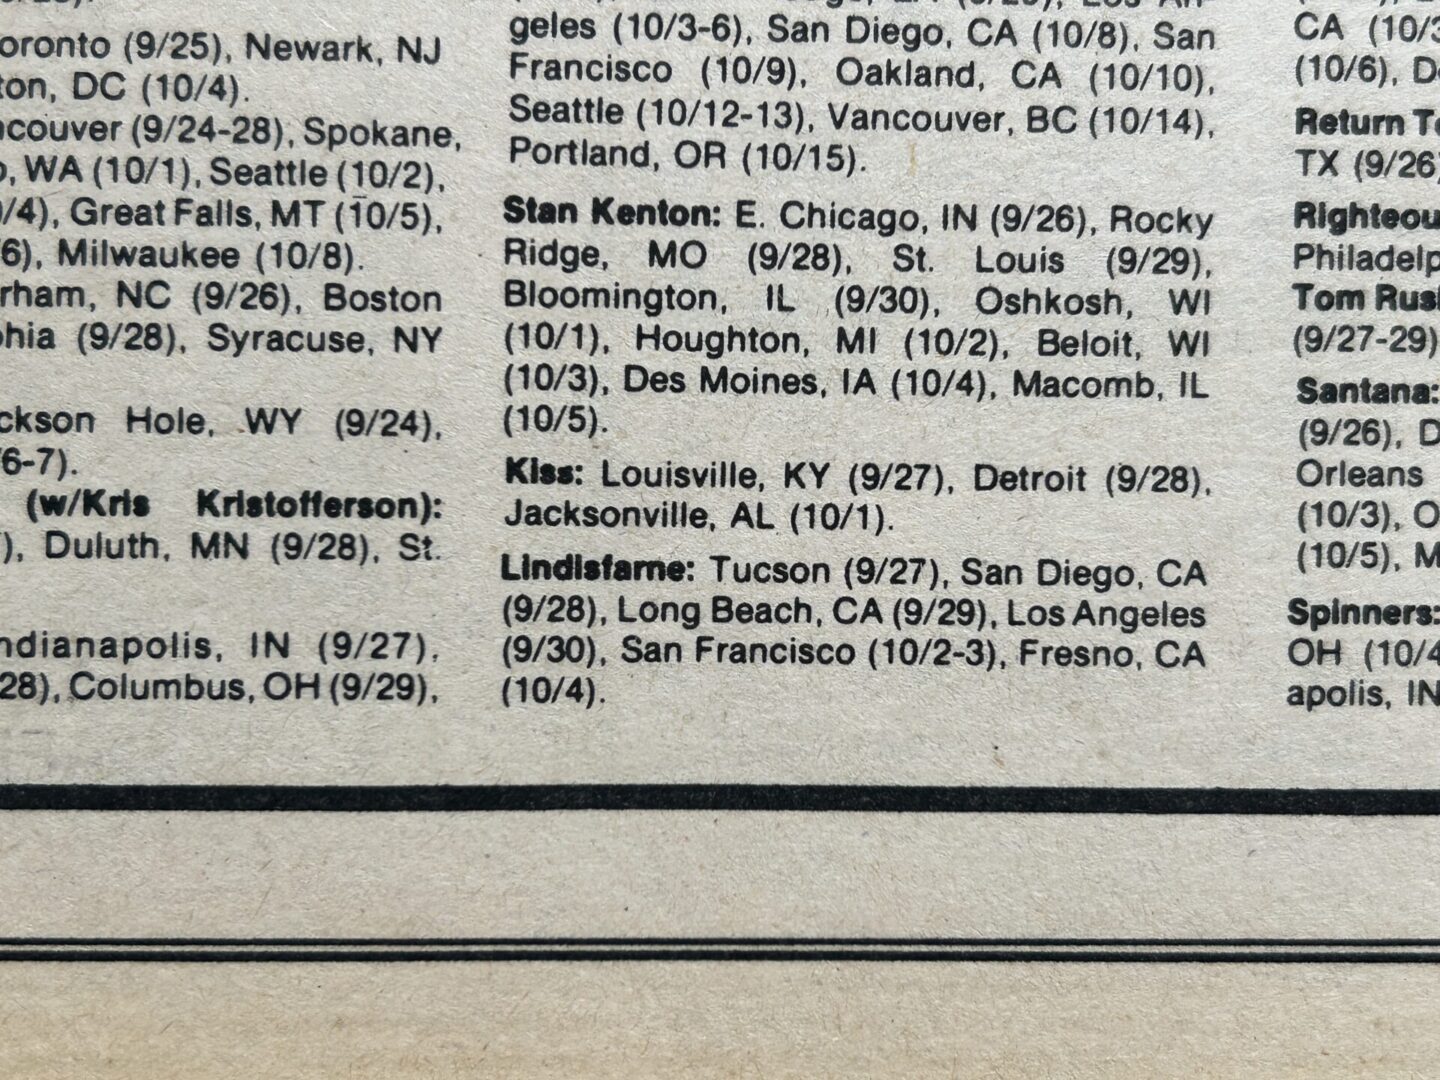 oronto (9/25), Newark, NJ
ton, DC (10/4).
ncouver (9/24-28), Spokane,
WA (10/1), Seattle (10/2),
/4), Great Falls, MT (10/5),
6), Milwaukee (10/8).
rham, NC (9/26), Boston
phia (9/28), Syracuse, NY
ckson Hole, WY (9/24),
6-7).
(w/Kris Kristofferson):
), Duluth, MN (9/28), St.
ndianapolis, IN (9/27),
28), Columbus, OH (9/29),
geles (10/3-6), San Diego, CA (10/8), San
Francisco (10/9), Oakland, CA (10/10),
Seattle (10/12-13), Vancouver, BC (10/14),
Portland, OR (10/15).
Stan Kenton: E. Chicago, IN (9/26), Rocky
Ridge, MO (9/28), St. Louis (9/29),
Bloomington, IL (9/30), Oshkosh, WI
(10/1), Houghton, MI (10/2), Beloit, WI
(10/3), Des Moines, IA (10/4), Macomb, IL
(10/5).
Kiss: Louisville, KY (9/27), Detroit (9/28),
Jacksonville, AL (10/1).
Lindisfarne: Tucson (9/27), San Diego, CA
(9/28), Long Beach, CA (9/29), Los Angeles
(9/30), San Francisco (10/2-3), Fresno, CA
(10/4).
CA (10/3
(10/6), D
Return T
TX (9/26)
Righteou
Philadelp
Tom Rus
(9/27-29)
Santana:
(9/26), D
Orleans
(10/3), O
(10/5), M
Spinners:
OH (10/4
apolis, IN